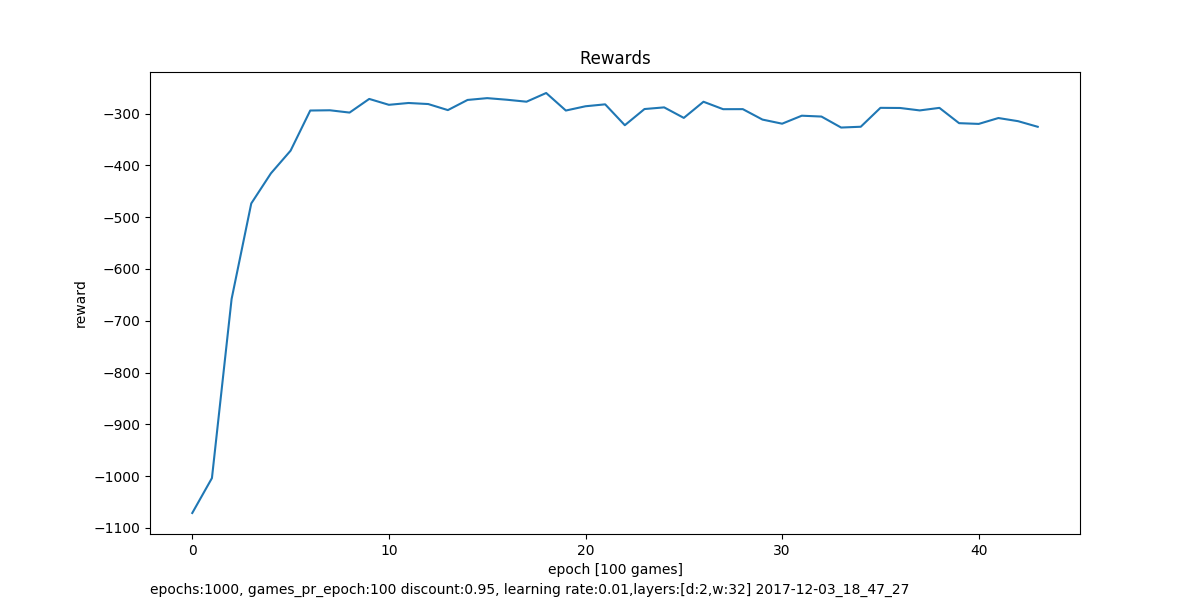 Rewards
reward
−300
−400
−500
−600
−700
−800
−900
−1000
−1100
0 10 20 30 40
epoch [100 games]
epochs:1000, games_pr_epoch:100 discount:0.95, learning rate:0.01,layers:[d:2,w:32] 2017-12-03_18_47_27